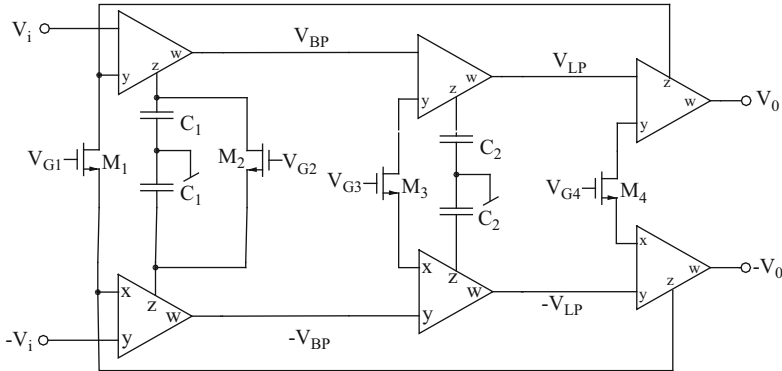 V_i
y
z
w
V_BP
y
z
w
V_LP
y
z
w
V_0
C_1
C_1
V_G1
M_1
M_2
V_G2
C_2
C_2
V_G3
M_3
V_G4
M_4
x
y
z
w
-V_i
-V_BP
x
y
z
w
-V_LP
x
y
z
w
-V_0